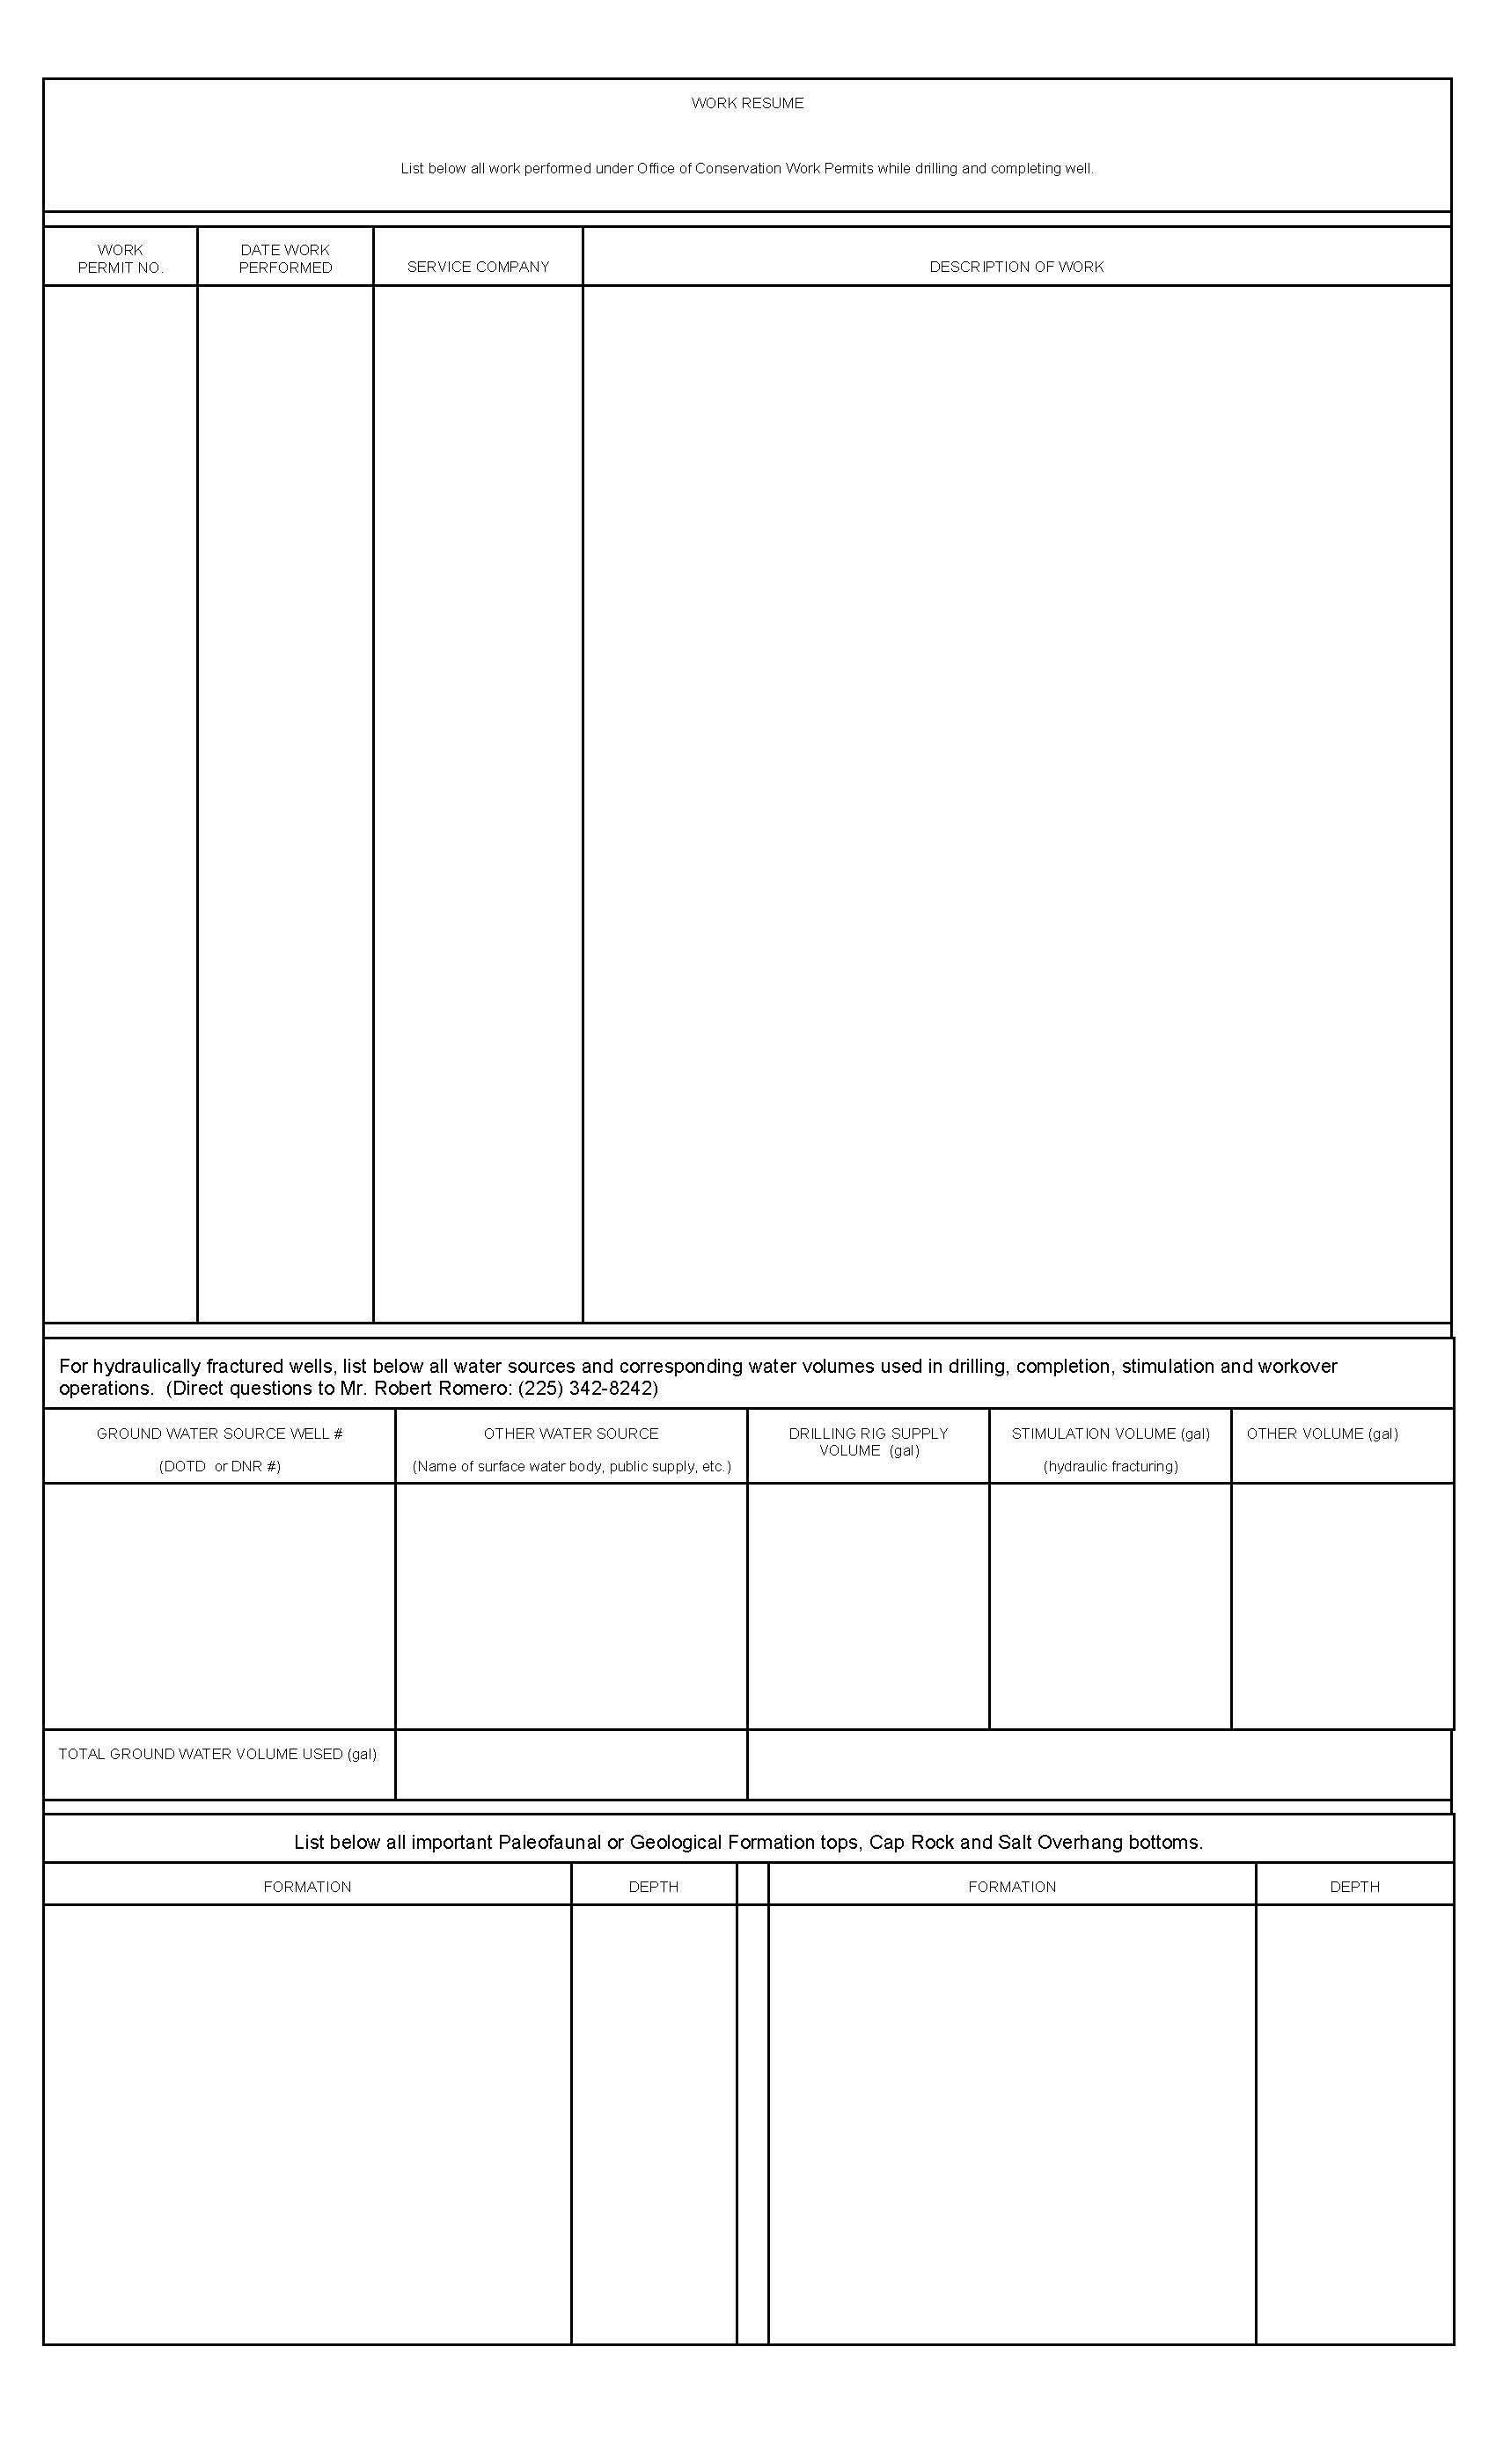 WORK RESUME
List below all work performed under Office of Conservation Work Permits while drilling and completing well.
WORK
PERMIT NO.
DATE WORK
PERFORMED
SERVICE COMPANY
DESCRIPTION OF WORK
For hydraulically fractured wells, list below all water sources and corresponding water volumes used in drilling, completion, stimulation and workover
operations.  (Direct questions to Mr. Robert Romero: (225) 342-8242)
GROUND WATER SOURCE WELL #
(DOTD  or DNR #)
OTHER WATER SOURCE
(Name of surface water body, public supply, etc.)
DRILLING RIG SUPPLY
VOLUME  (gal)
STIMULATION VOLUME (gal)
(hydraulic fracturing)
OTHER VOLUME (gal)
TOTAL GROUND WATER VOLUME USED (gal)
List below all important Paleofaunal or Geological Formation tops, Cap Rock and Salt Overhang bottoms.
FORMATION
DEPTH
FORMATION
DEPTH